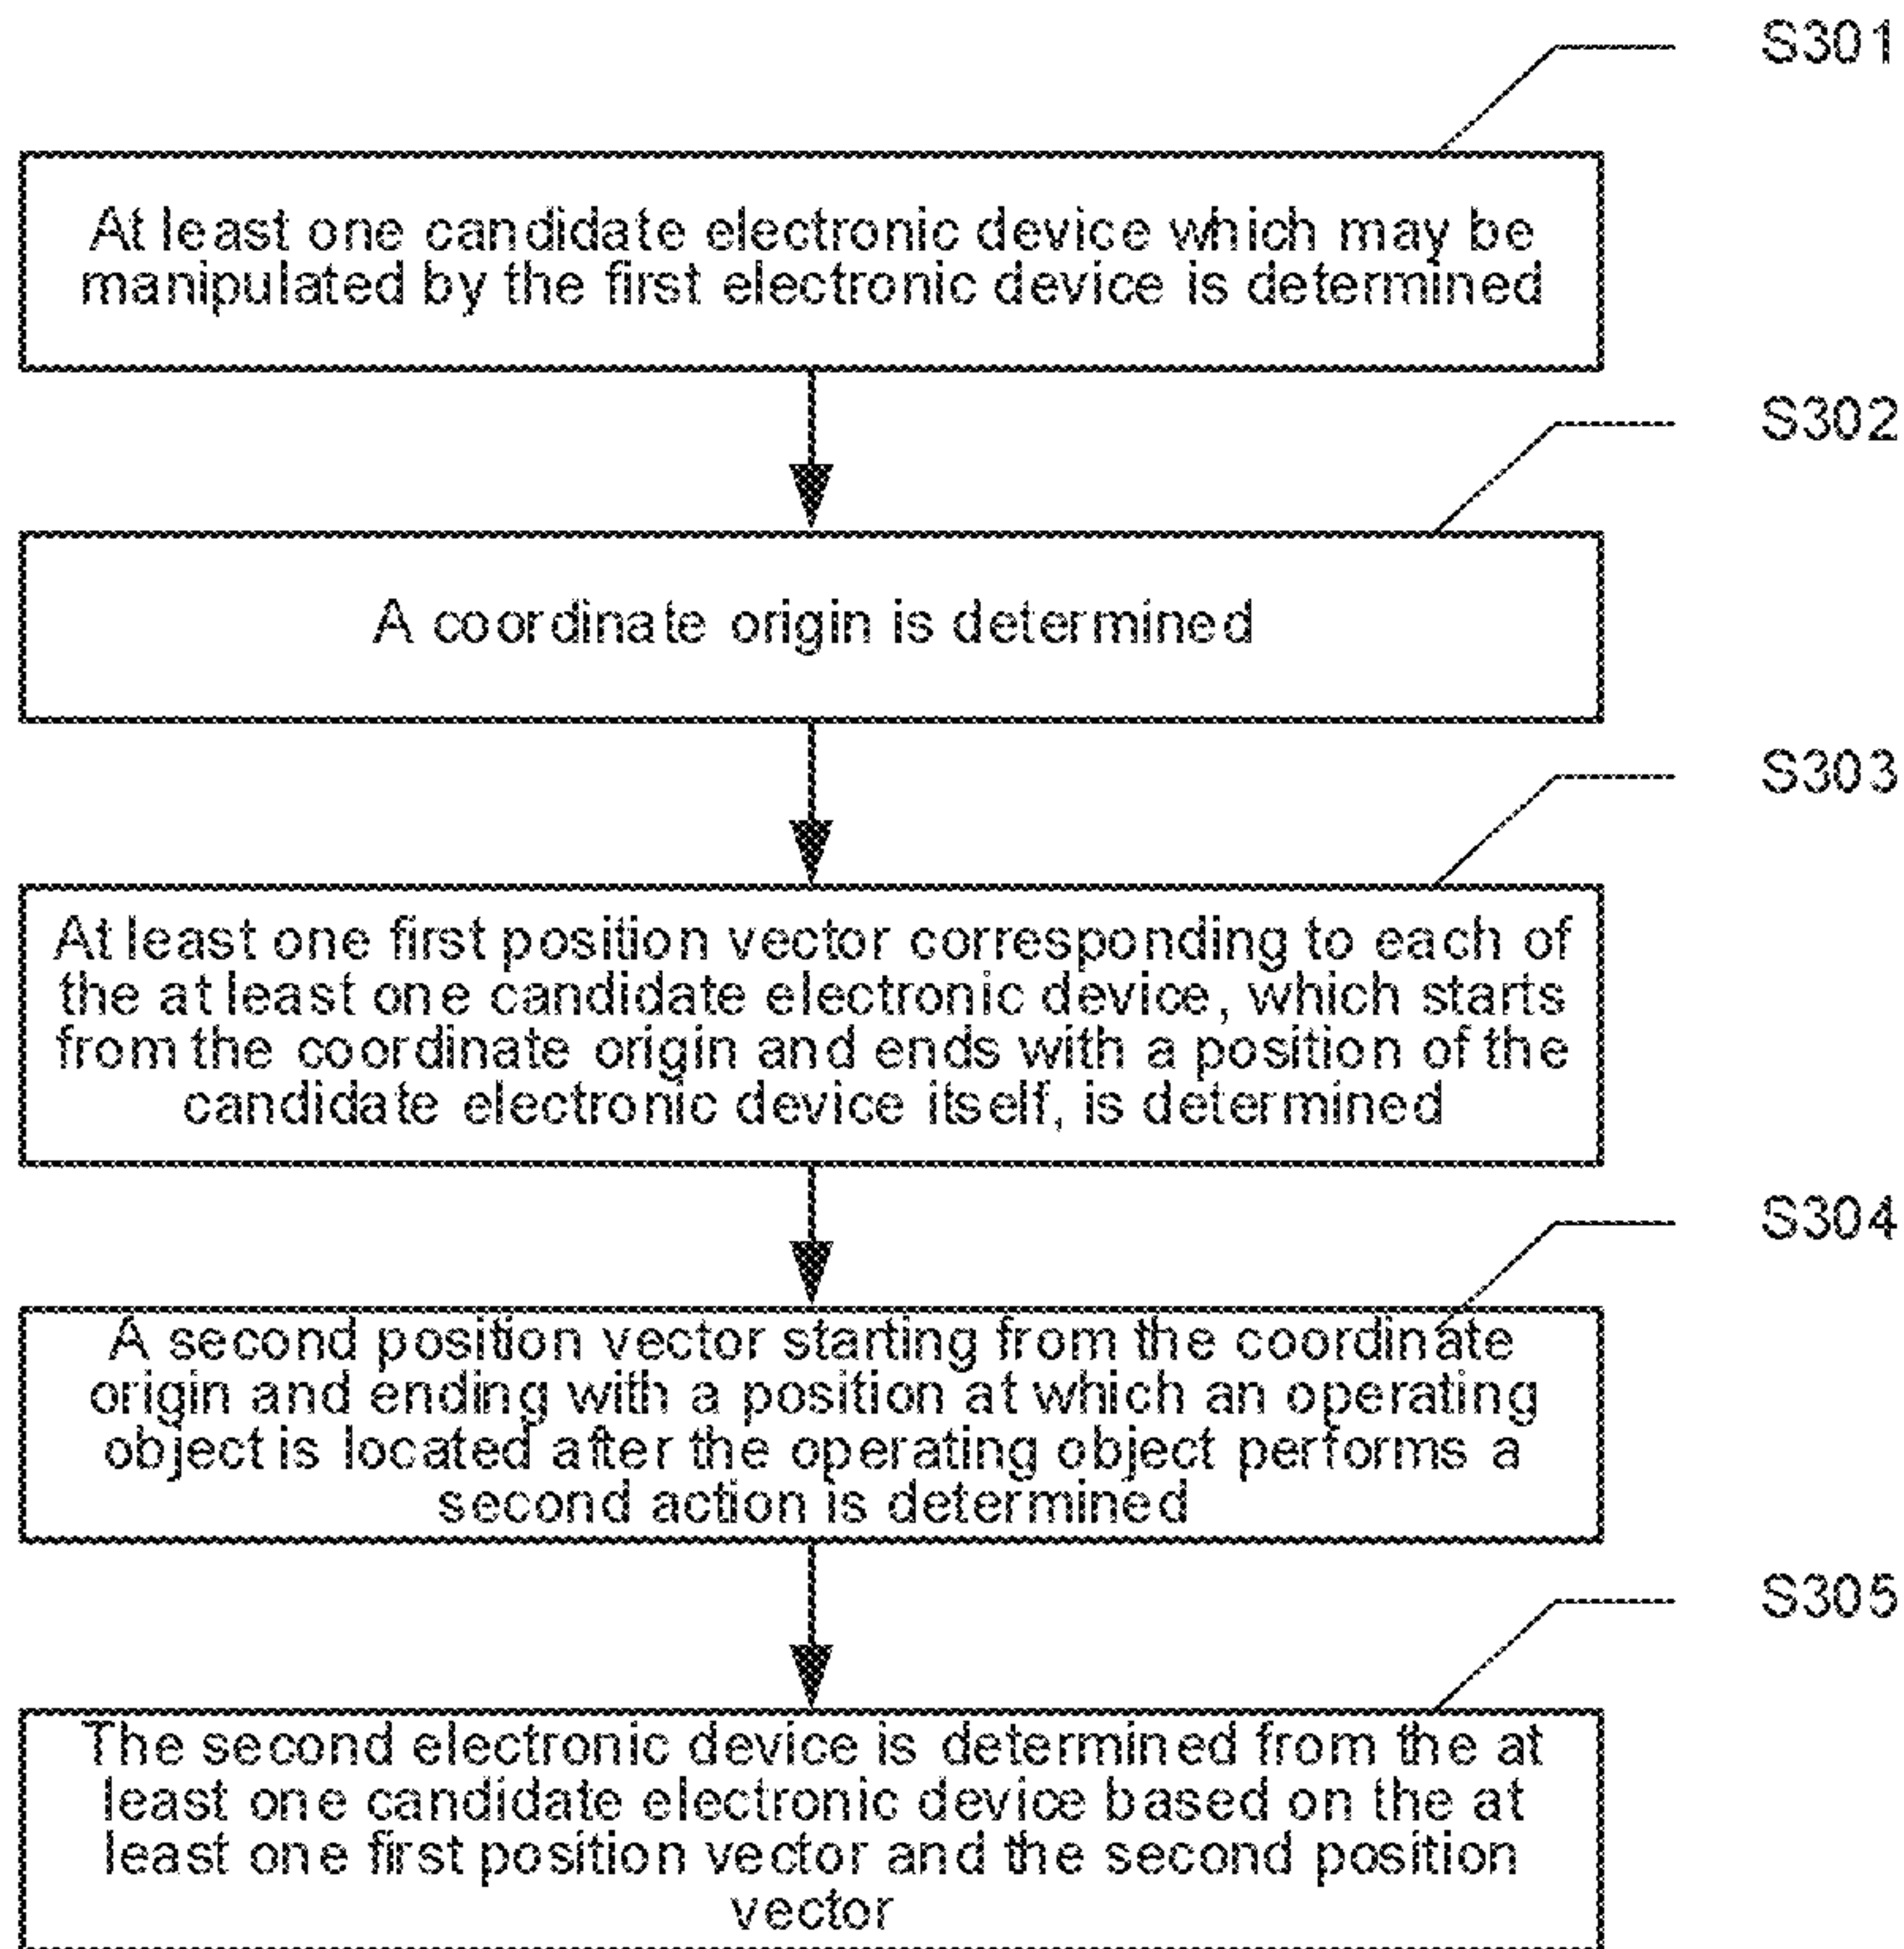 S301
At least one candidate electronic device which may be
manipulated by the first electronic device is determined
S302
A coordinate origin is determined
S303
At least one first position vector corresponding to each of
the at least one candidate electronic device, which starts
from the coordinate origin and ends with a position of the
candidate electronic device itself, is determined
S304
A second position vector starting from the coordinate
origin and ending with a position at which an operating
object is located after the operating object performs a
second action is determined
S305
The second electronic device is determined from the at
least one candidate electronic device based on the at
least one first position vector and the second position
vector